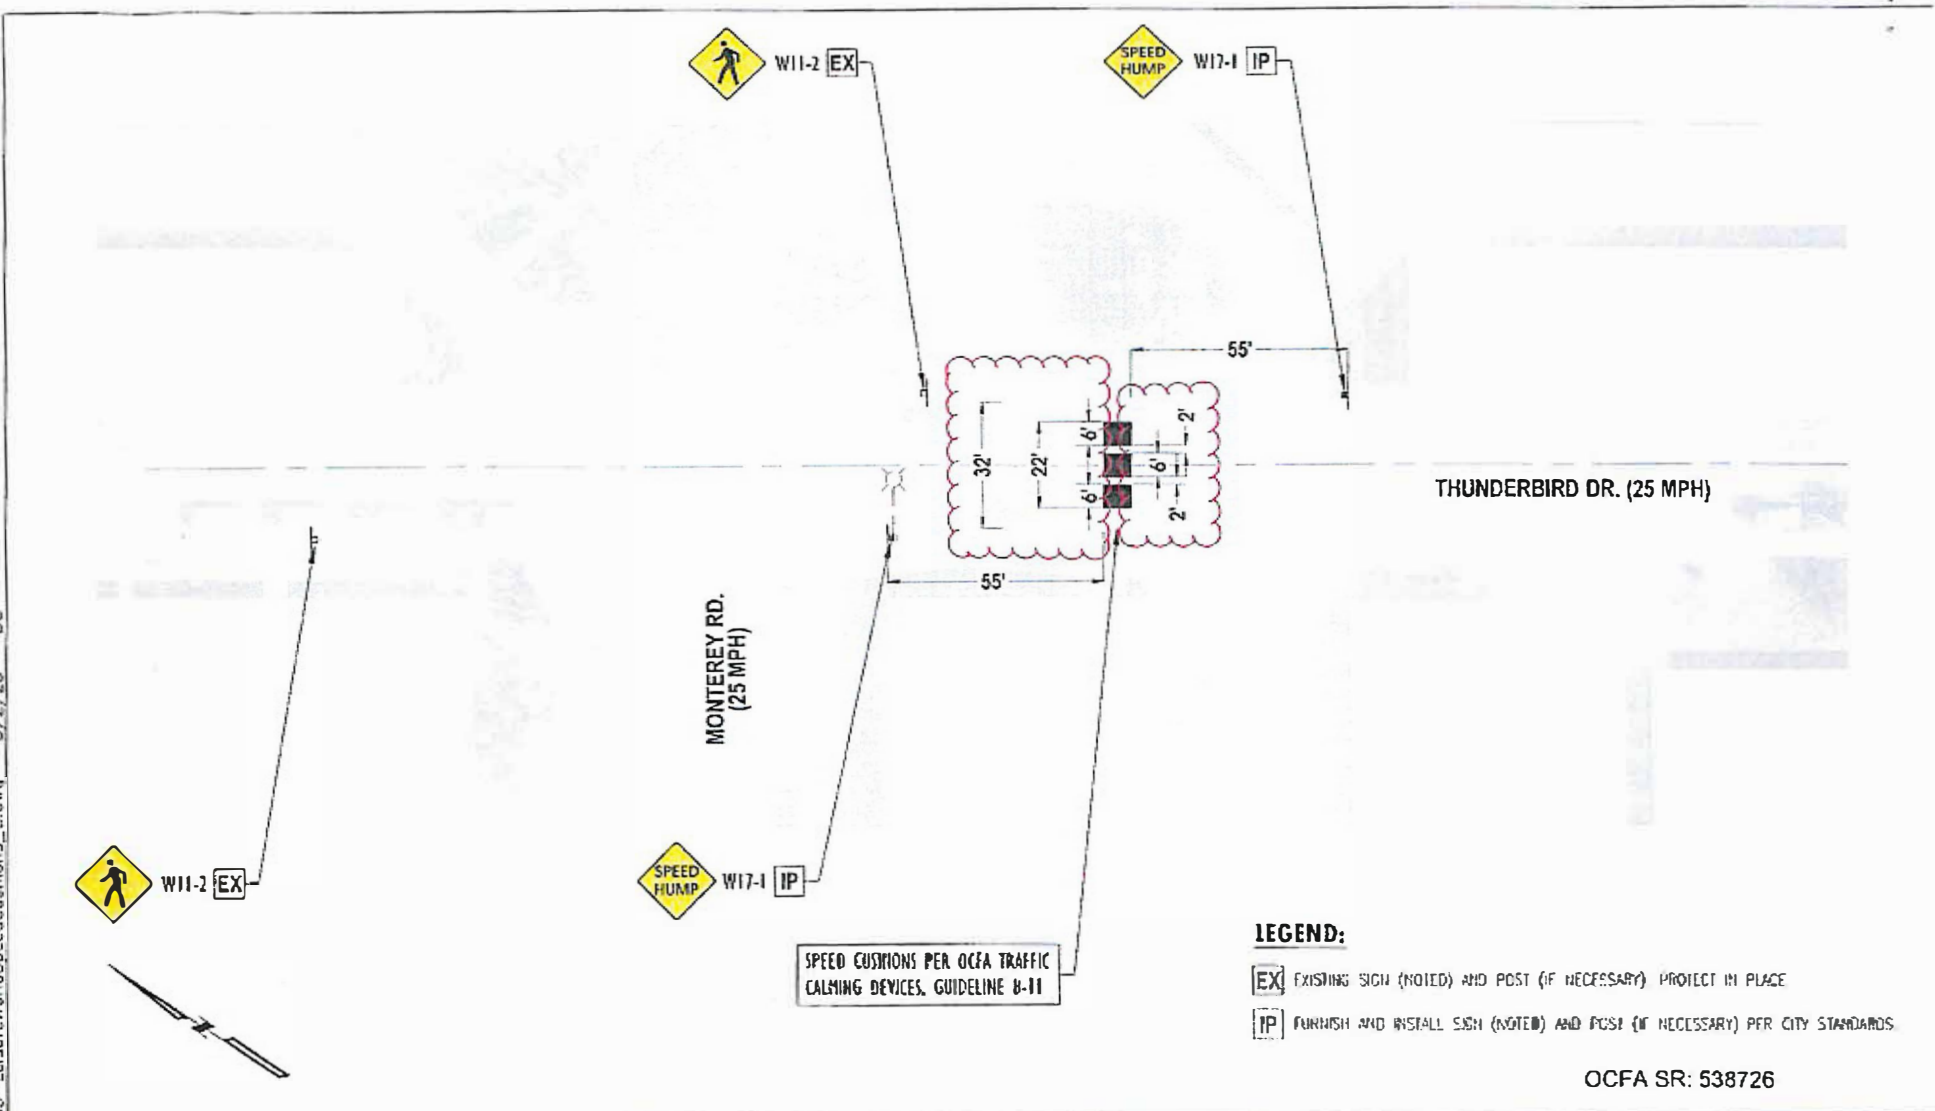 W11-2 EX
SPEED
HUMP
W17-1 IP
55'
32'
22'
6'
6'
6'
2'
2'
THUNDERBIRD DR. (25 MPH)
55'
MONTEREY RD.
(25 MPH)
W11-2 EX
SPEED
HUMP
W17-1 IP
SPEED CUSHIONS PER OCFA TRAFFIC
CALMING DEVICES, GUIDELINE B-11
LEGEND:
EX EXISTING SIGN (NOTED) AND POST (IF NECESSARY) PROTECT IN PLACE
IP FURNISH AND INSTALL SIGN (NOTED) AND POST (IF NECESSARY) PER CITY STANDARDS
OCFA SR: 538726